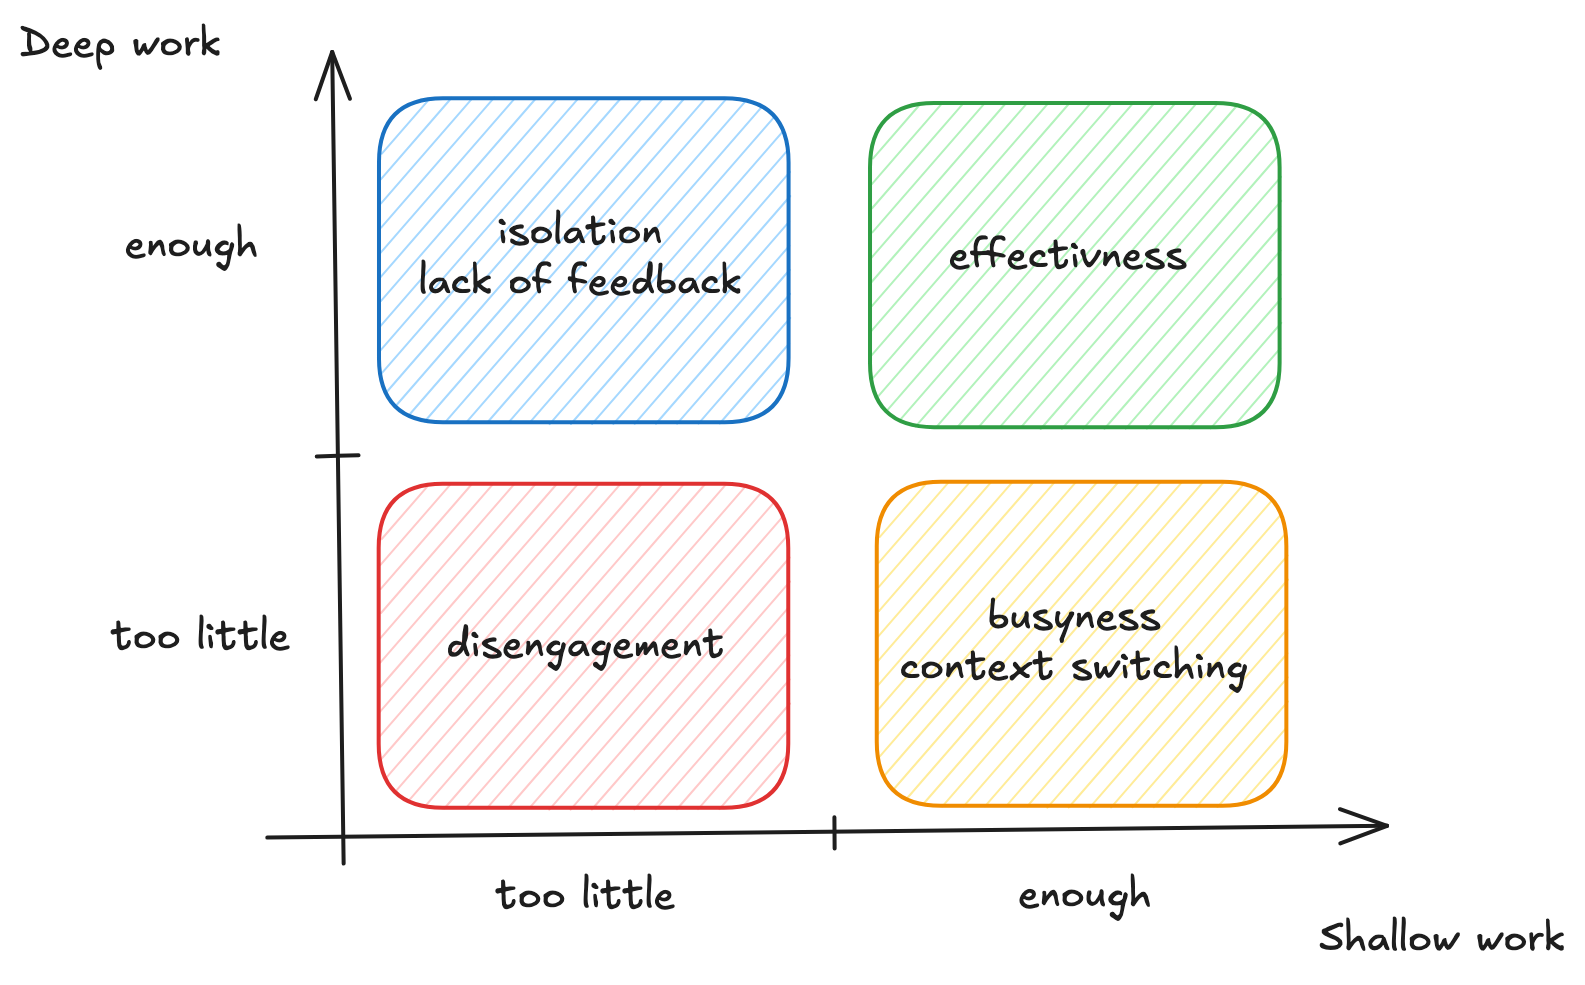 Deep work
enough
isolation
lack of feedback
effectivness
too little
disengagement
busyness
context switching
too little
enough
Shallow work